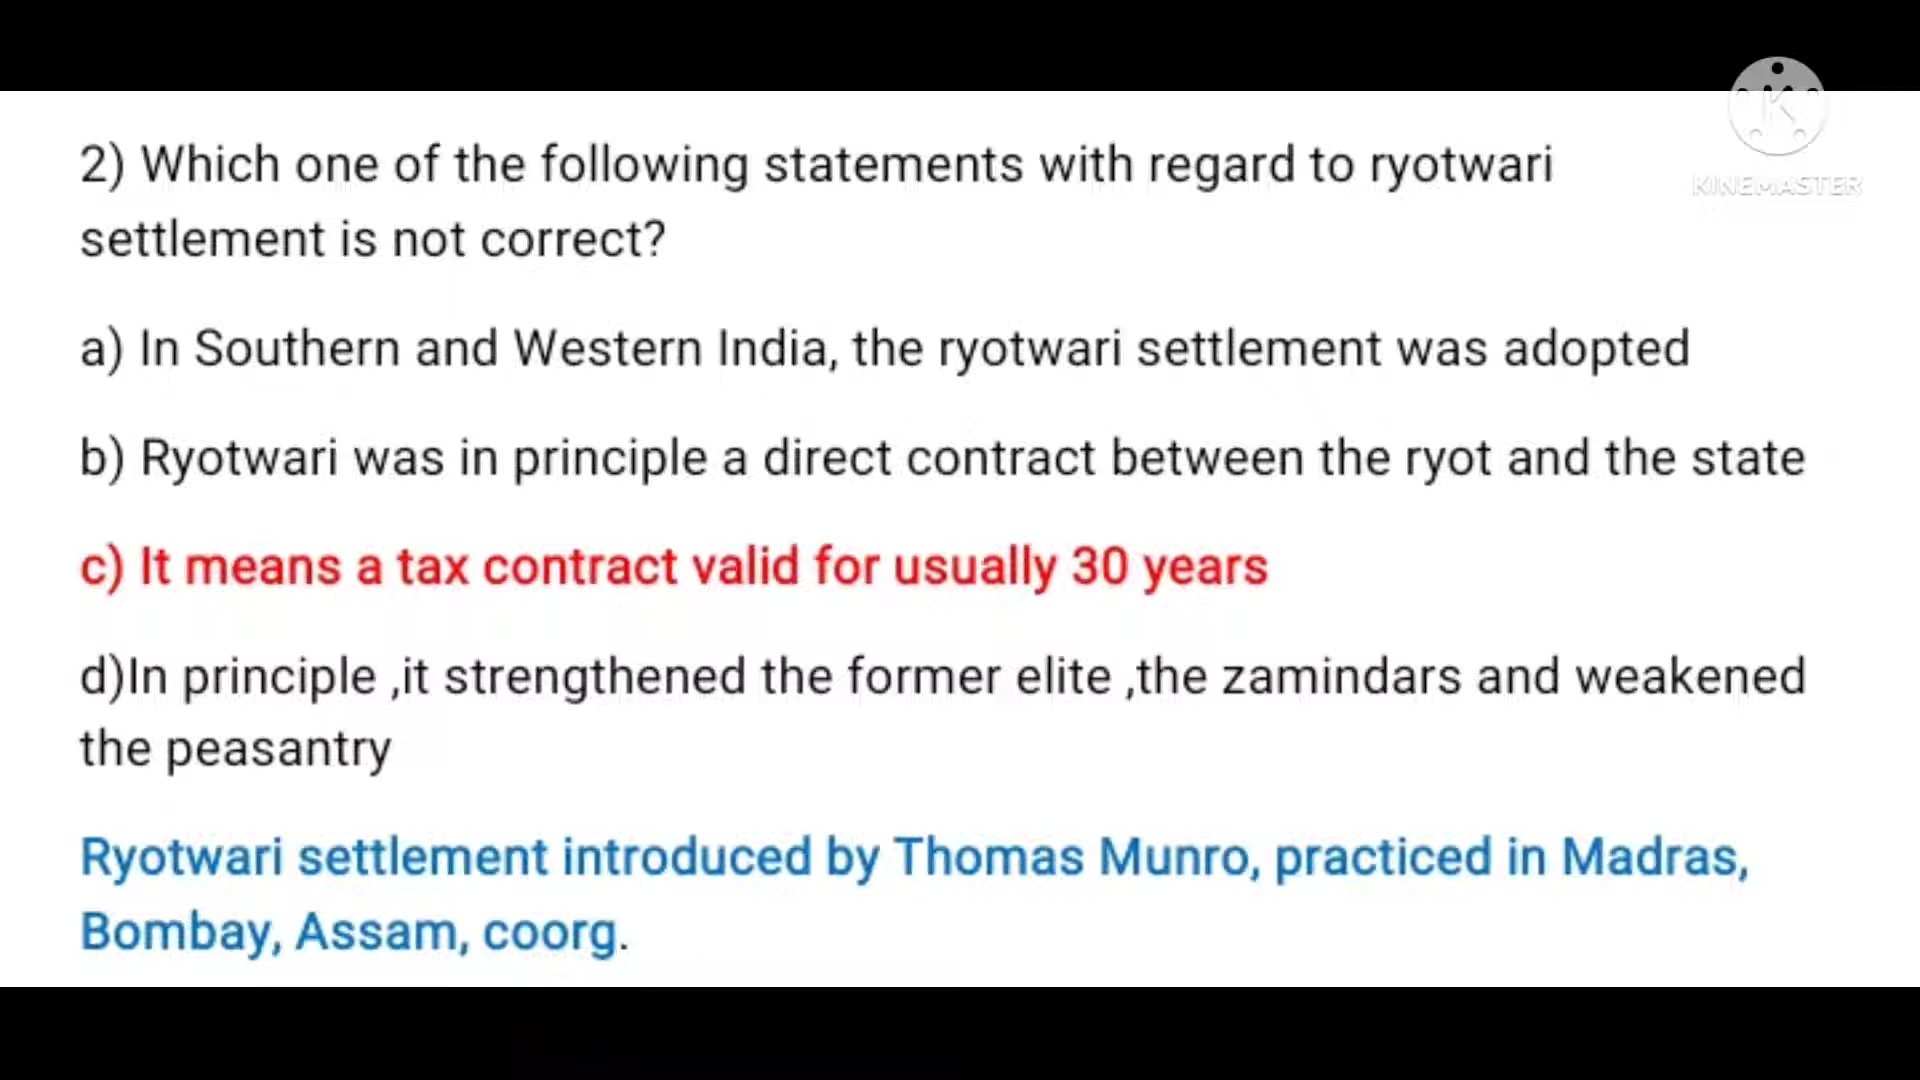 KINEMASTER
2) Which one of the following statements with regard to ryotwari
settlement is not correct?
a) In Southern and Western India, the ryotwari settlement was adopted
b) Ryotwari was in principle a direct contract between the ryot and the state
c) It means a tax contract valid for usually 30 years
d)In principle ,it strengthened the former elite ,the zamindars and weakened
the peasantry
Ryotwari settlement introduced by Thomas Munro, practiced in Madras,
Bombay, Assam, coorg.